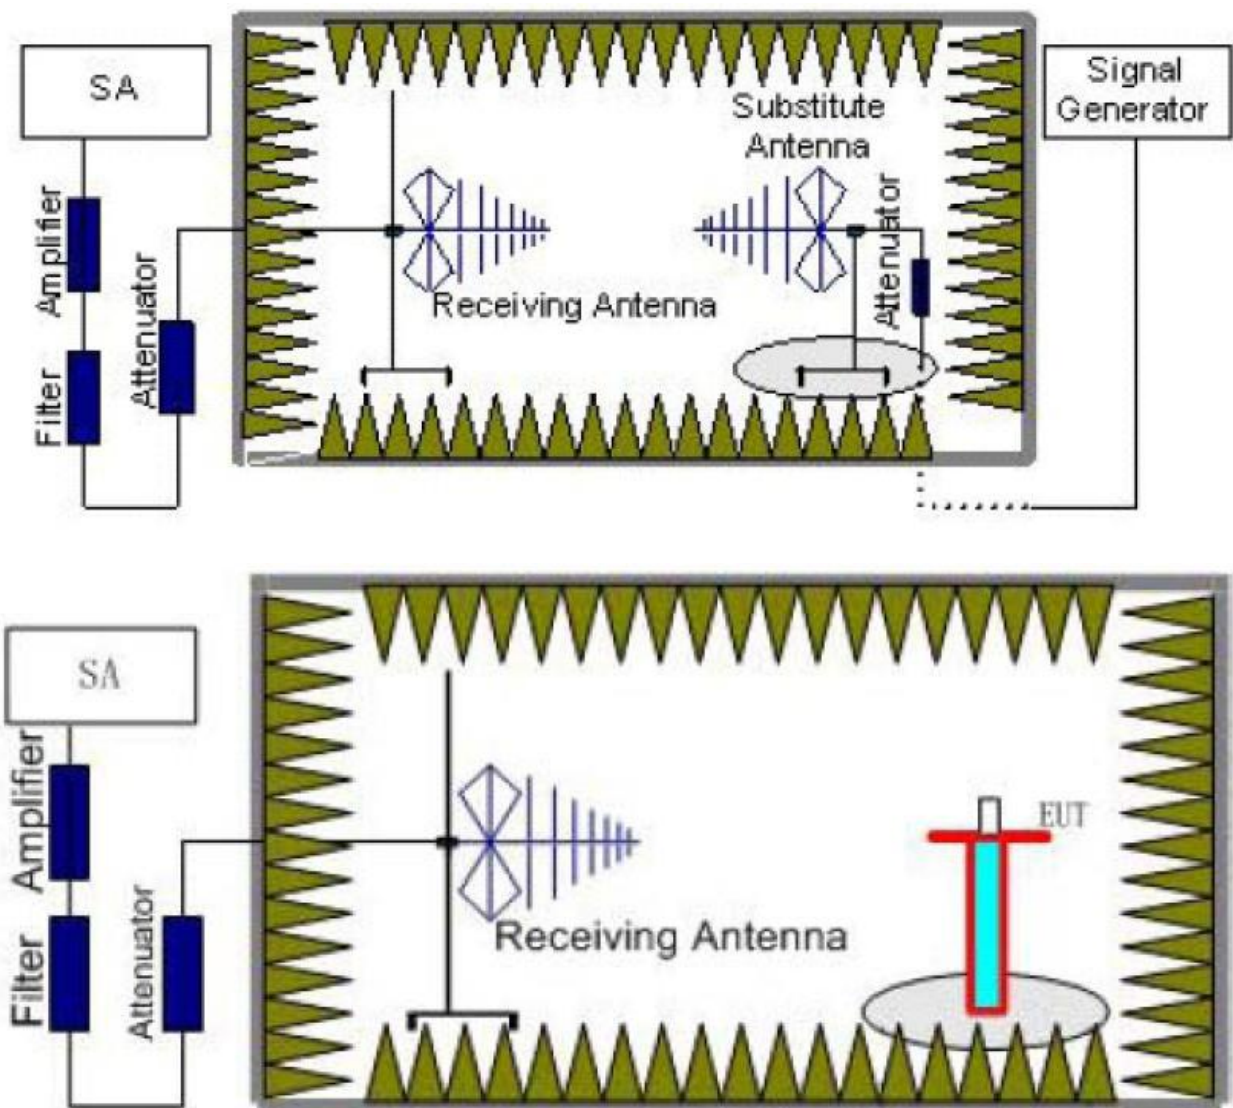 SA
Signal
Generator
Substitute
Antenna
Amplifier
Attenuator
Attenuator
Receiving Antenna
Filter
SA
Amplifier
EUT
Attenuator
Receiving Antenna
Filter